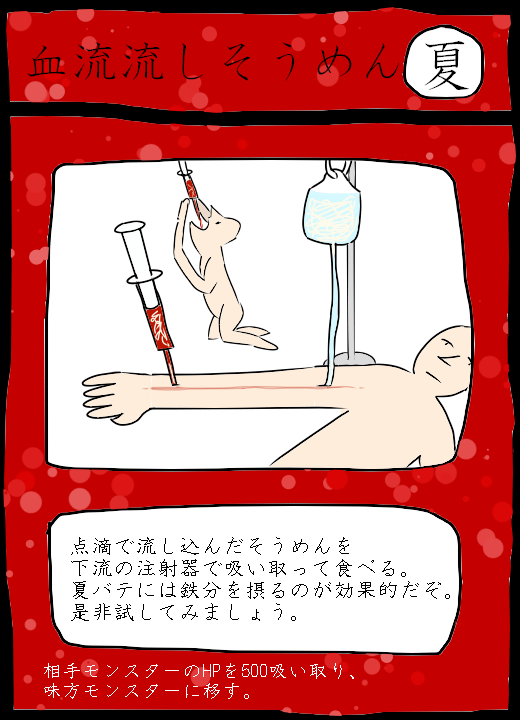 血流流しそうめん
夏
点滴で流し込んだそうめんを
下流の注射器で吸い取って食べる。
夏バテには鉄分を摂るのが効果的だぞ。
是非試してみましょう。
相手モンスターのHPを500吸い取り、
味方モンスターに移す。